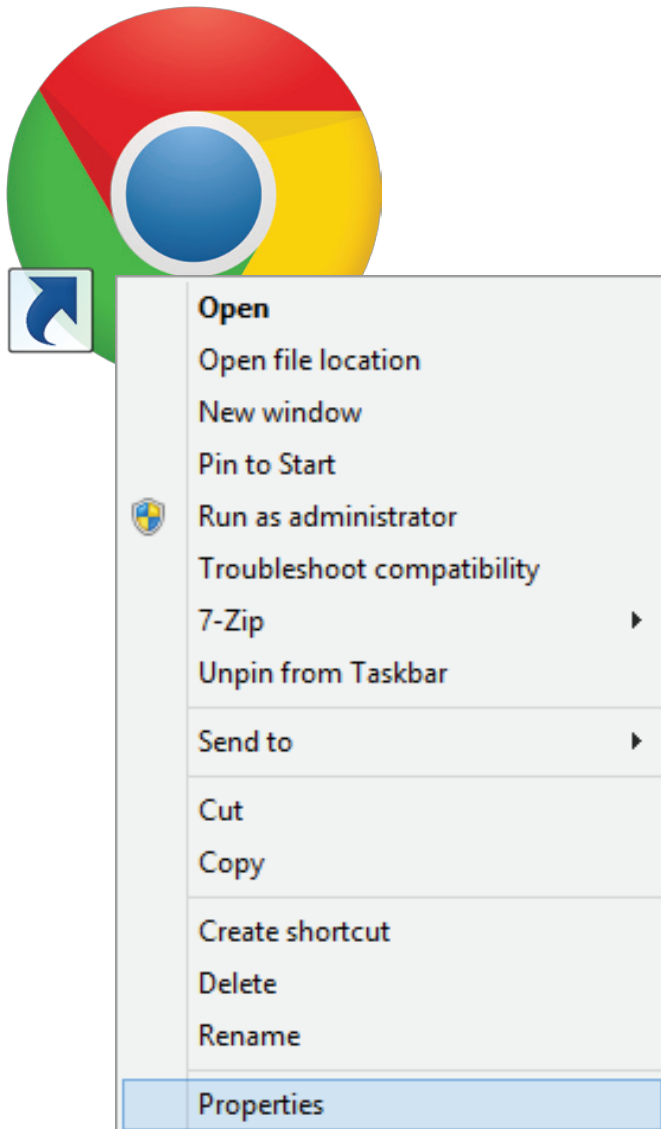 Open
Open file location
New window
Pin to Start
Run as administrator
Troubleshoot compatibility
7-Zip
Unpin from Taskbar
Send to
Cut
Copy
Create shortcut
Delete
Rename
Properties